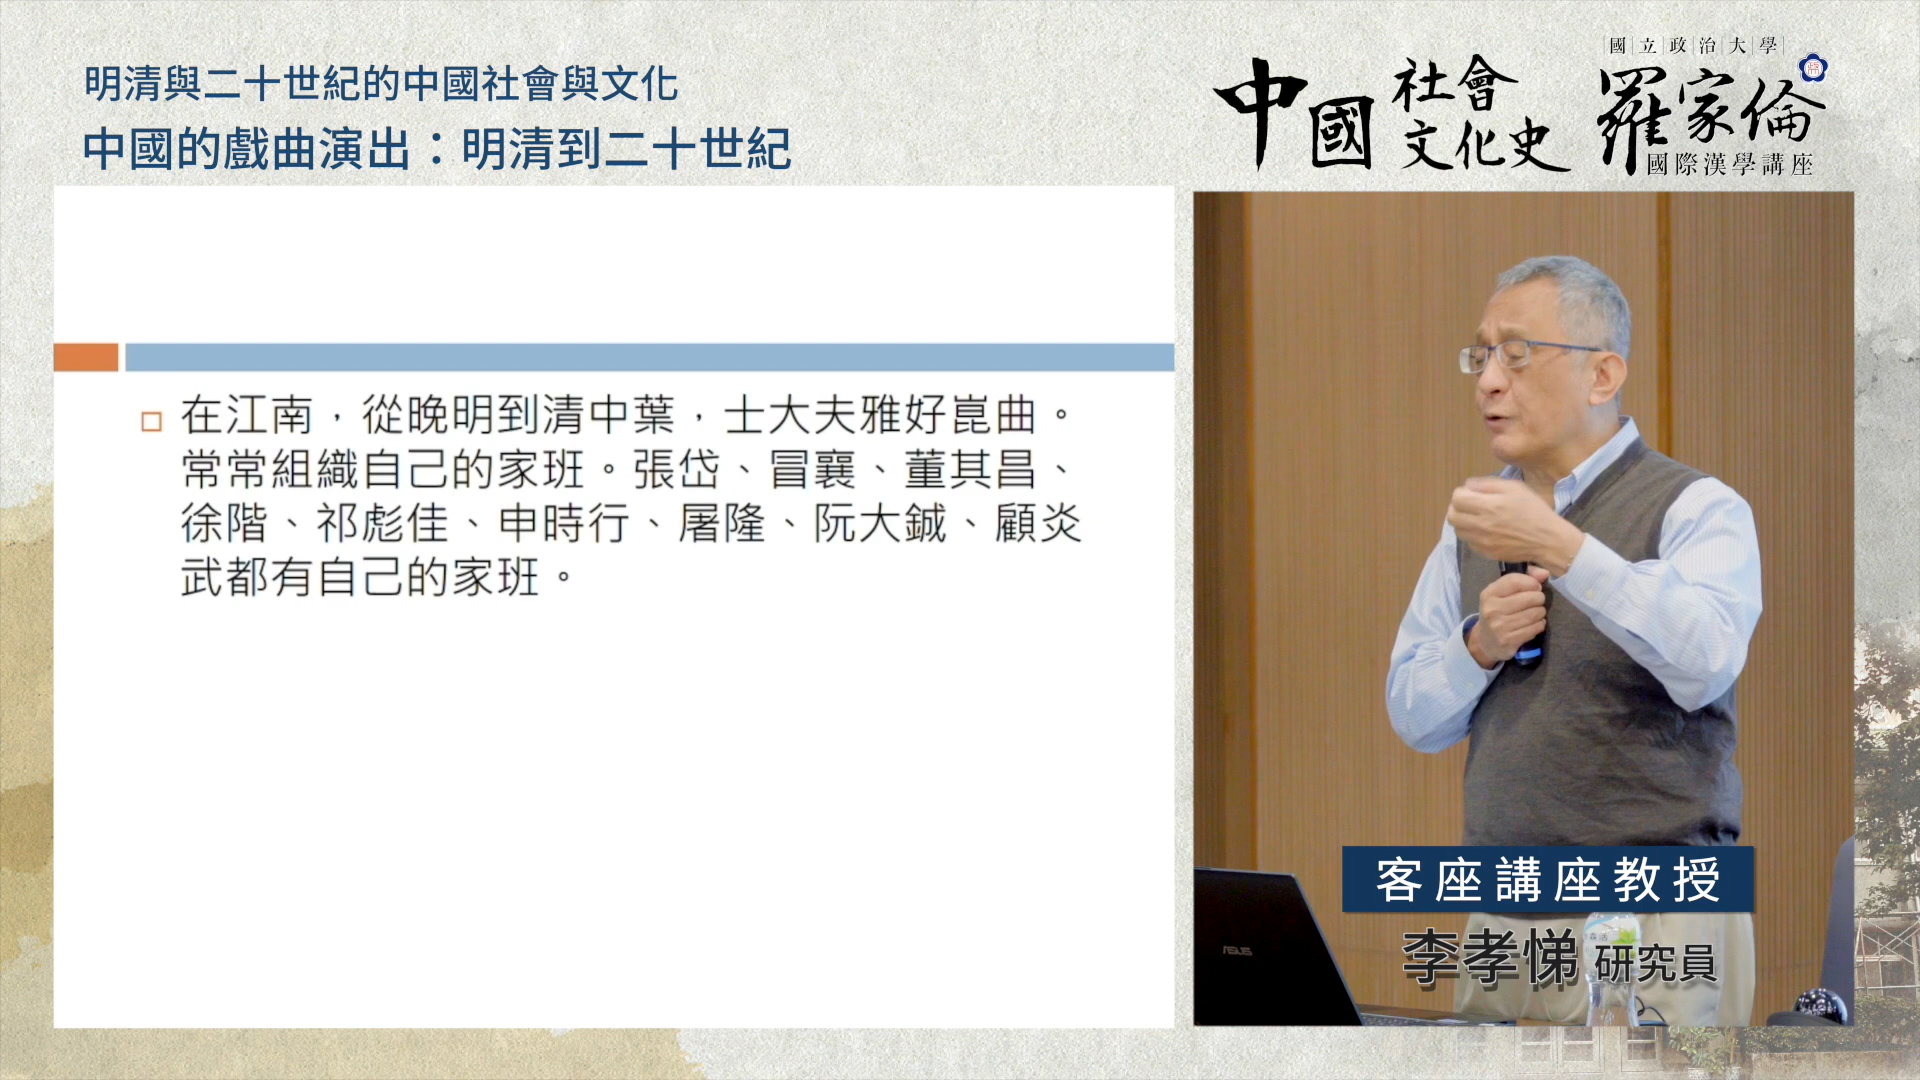 明清與二十世紀的中國社會與文化
中國的戲曲演出：明清到二十世紀
中國社會文化史
國立政治大學
羅家倫
國際漢學講座
在江南，從晚明到清中葉，士大夫雅好崑曲。
常常組織自己的家班。張岱、冒襄、董其昌、
徐階、祁彪佳、申時行、屠隆、阮大鋮、顧炎
武都有自己的家班。
ASUS
客座講座教授
李孝悌 研究員